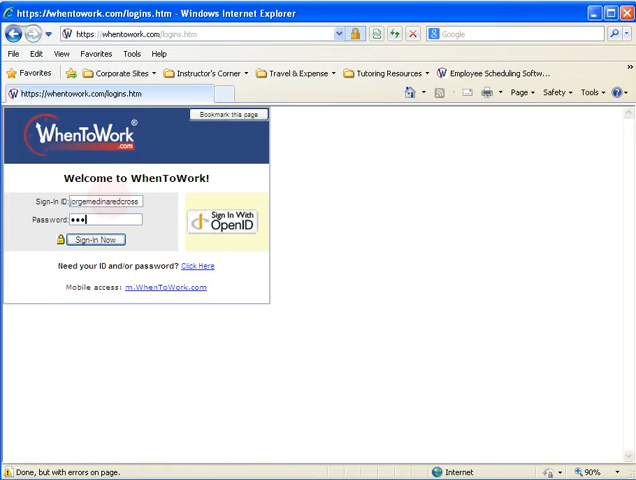 https://whentowork.com/logins.htm - Windows Internet Explorer
https://whentowork.com/logins.htm
Google
File Edit View Favorites Tools Help
Favorites Corporate Sites Instructor's Corner Travel & Expense Tutoring Resources Employee Scheduling Softw...
https://whentowork.com/logins.htm
Page Safety Tools
Bookmark this page
WhenToWork®
.com
Welcome to WhenToWork!
Sign-In ID: jorgemedinaredcross
Password: •••
Sign-In Now
Sign In With
OpenID
Need your ID and/or password? Click Here
Mobile access: m.WhenToWork.com
Done, but with errors on page. Internet 90%